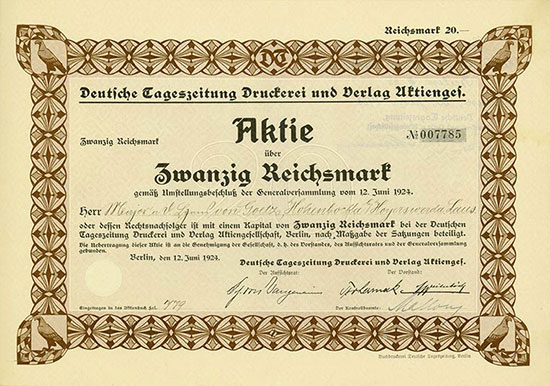 Reichsmark 20.—
DT
Deutsche Tageszeitung Druckerei und Verlag Aktienges.
Zwanzig Reichsmark
Aktie
№ 007785
über
Zwanzig Reichsmark
gemäß Umstellungsbeschluß der Generalversammlung vom 12. Juni 1924.
Herr Hohenbocka Hoyerswerda
oder dessen Rechtsnachfolger ist mit einem Kapital von Zwanzig Reichsmark bei der Deutschen
Tageszeitung Druckerei und Verlag Aktiengesellschaft, Berlin, nach Maßgabe der Satzungen beteiligt.
Die Uebertragung dieser Aktie ist an die Genehmigung der Gesellschaft, d. h. des Vorstandes, des Aufsichtsrates und der Generalversammlung
gebunden.
Berlin, den 12. Juni 1924.
Deutsche Tageszeitung Druckerei und Verlag Aktienges.
Der Aufsichtsrat:
Der Vorstand:
Eingetragen in das Aktienbuch Fol. 779
Der Kontrollbeamte:
Buchdruckerei Deutsche Tageszeitung, Berlin